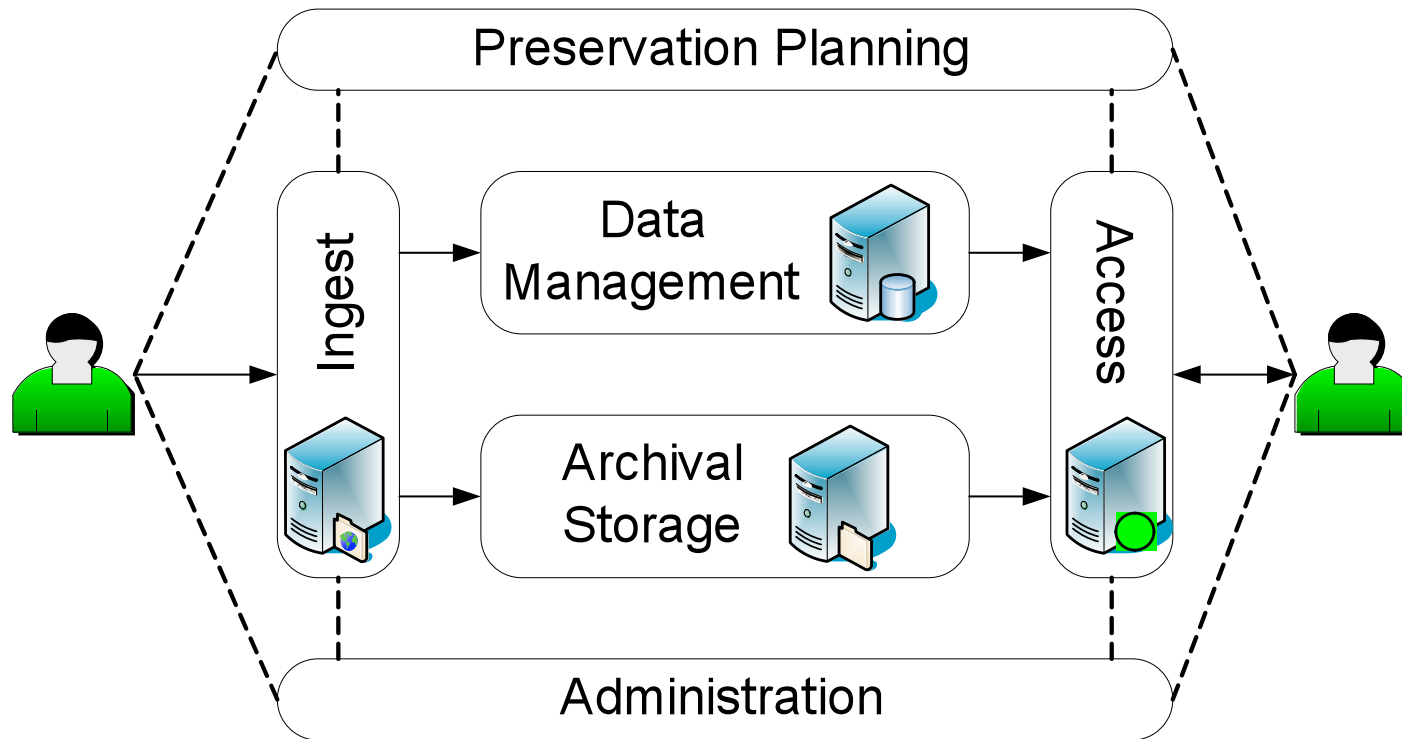 Preservation Planning
Ingest
Data
Management
Access
Archival
Storage
Administration